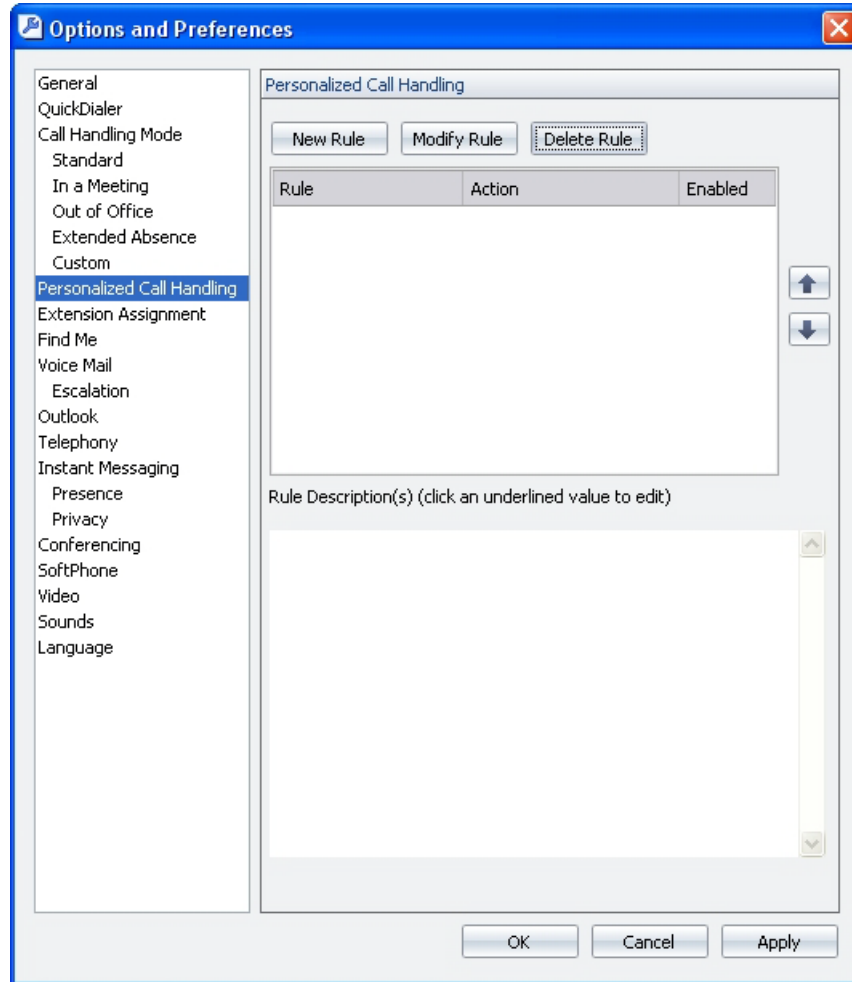 Options and Preferences
General
QuickDialer
Call Handling Mode
Standard
In a Meeting
Out of Office
Extended Absence
Custom
Personalized Call Handling
Extension Assignment
Find Me
Voice Mail
Escalation
Outlook
Telephony
Instant Messaging
Presence
Privacy
Conferencing
SoftPhone
Video
Sounds
Language
Personalized Call Handling
New Rule Modify Rule Delete Rule
Rule Action Enabled
Rule Description(s) (click an underlined value to edit)
OK Cancel Apply